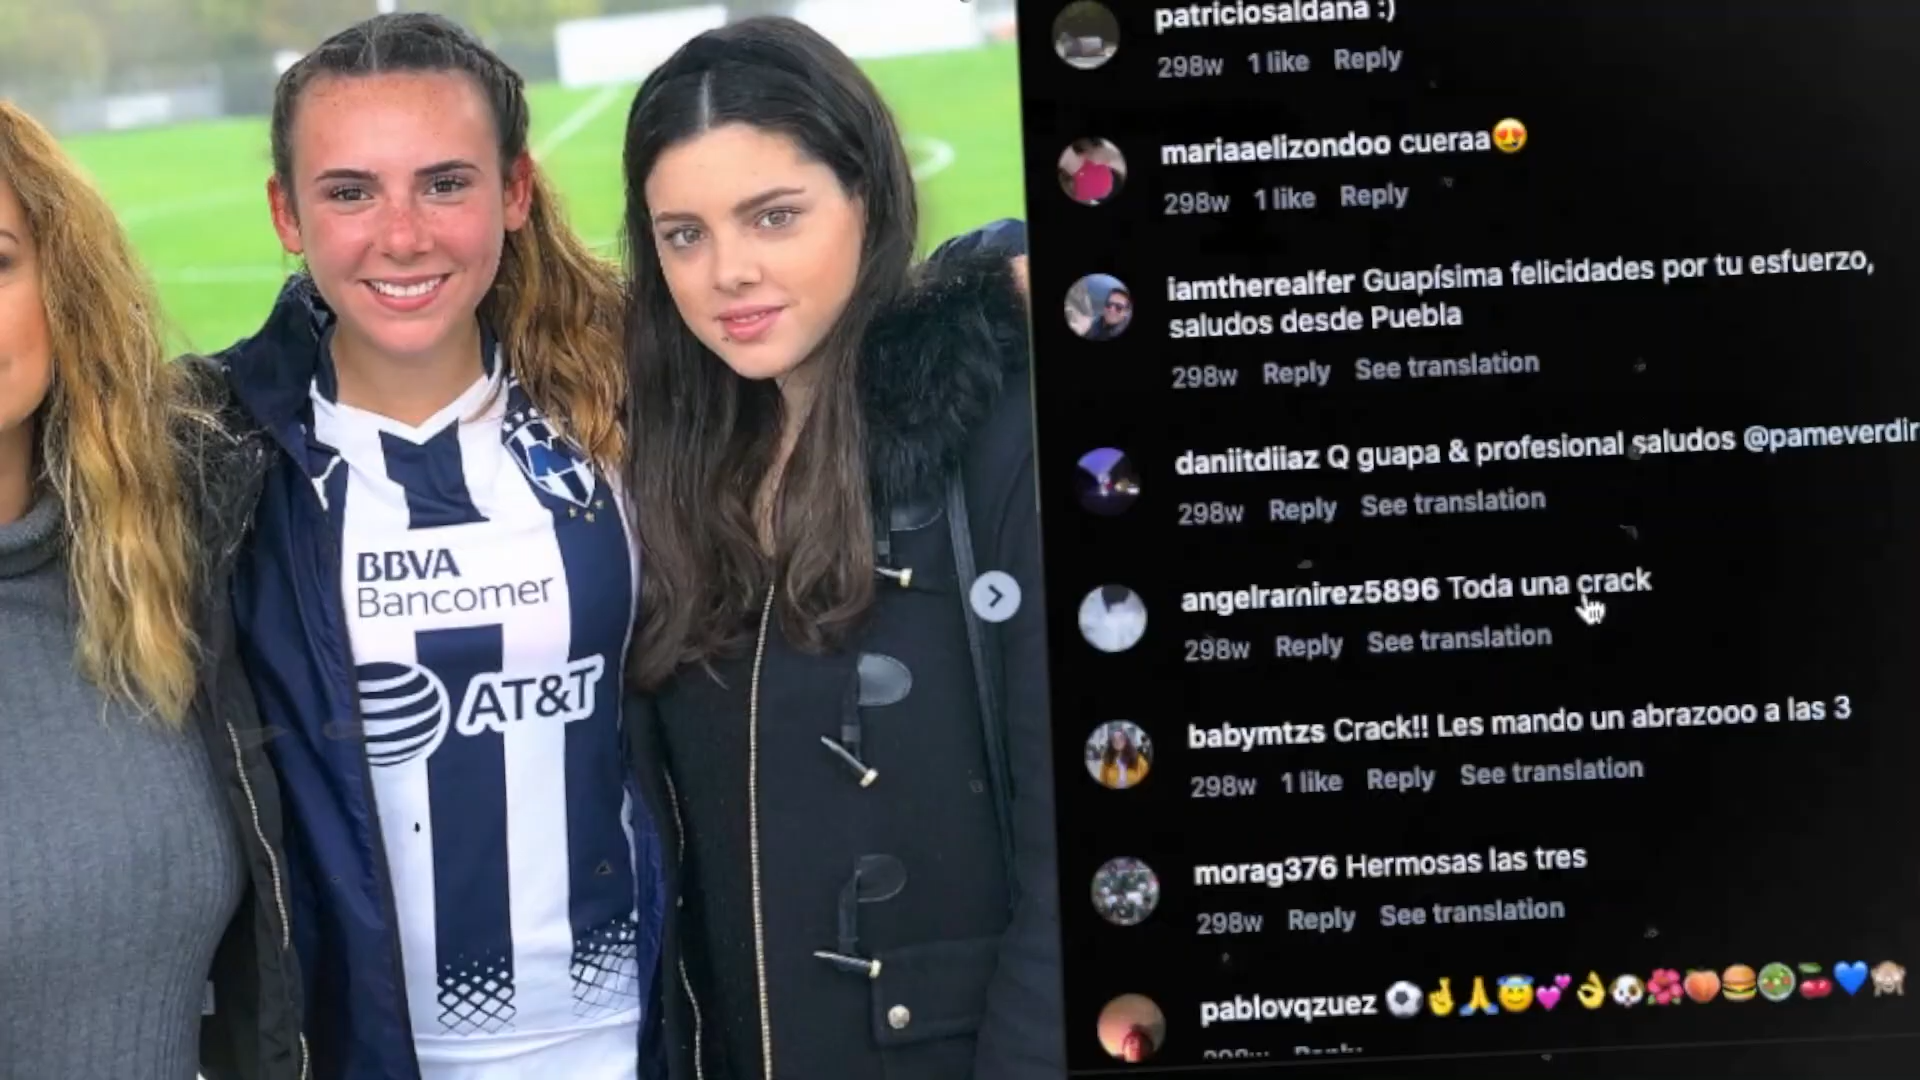 BBVA
Bancomer
AT&T
patriciosaldana :)
298w 1 like Reply
mariaaelizondoo cueraa😍
298w 1 like Reply
iamtherealfer Guapísima felicidades por tu esfuerzo,
saludos desde Puebla
298w Reply See translation
daniitdiiaz Q guapa & profesional saludos @pameverdir
298w Reply See translation
angelramirez5896 Toda una crack
298w Reply See translation
babymtzs Crack!! Les mando un abrazooo a las 3
298w 1 like Reply See translation
morag376 Hermosas las tres
298w Reply See translation
pablovqzuez ⚽✌🙏😇💕👌🐶🌺🍑🍔🥗🍒💙🙈
298w Reply